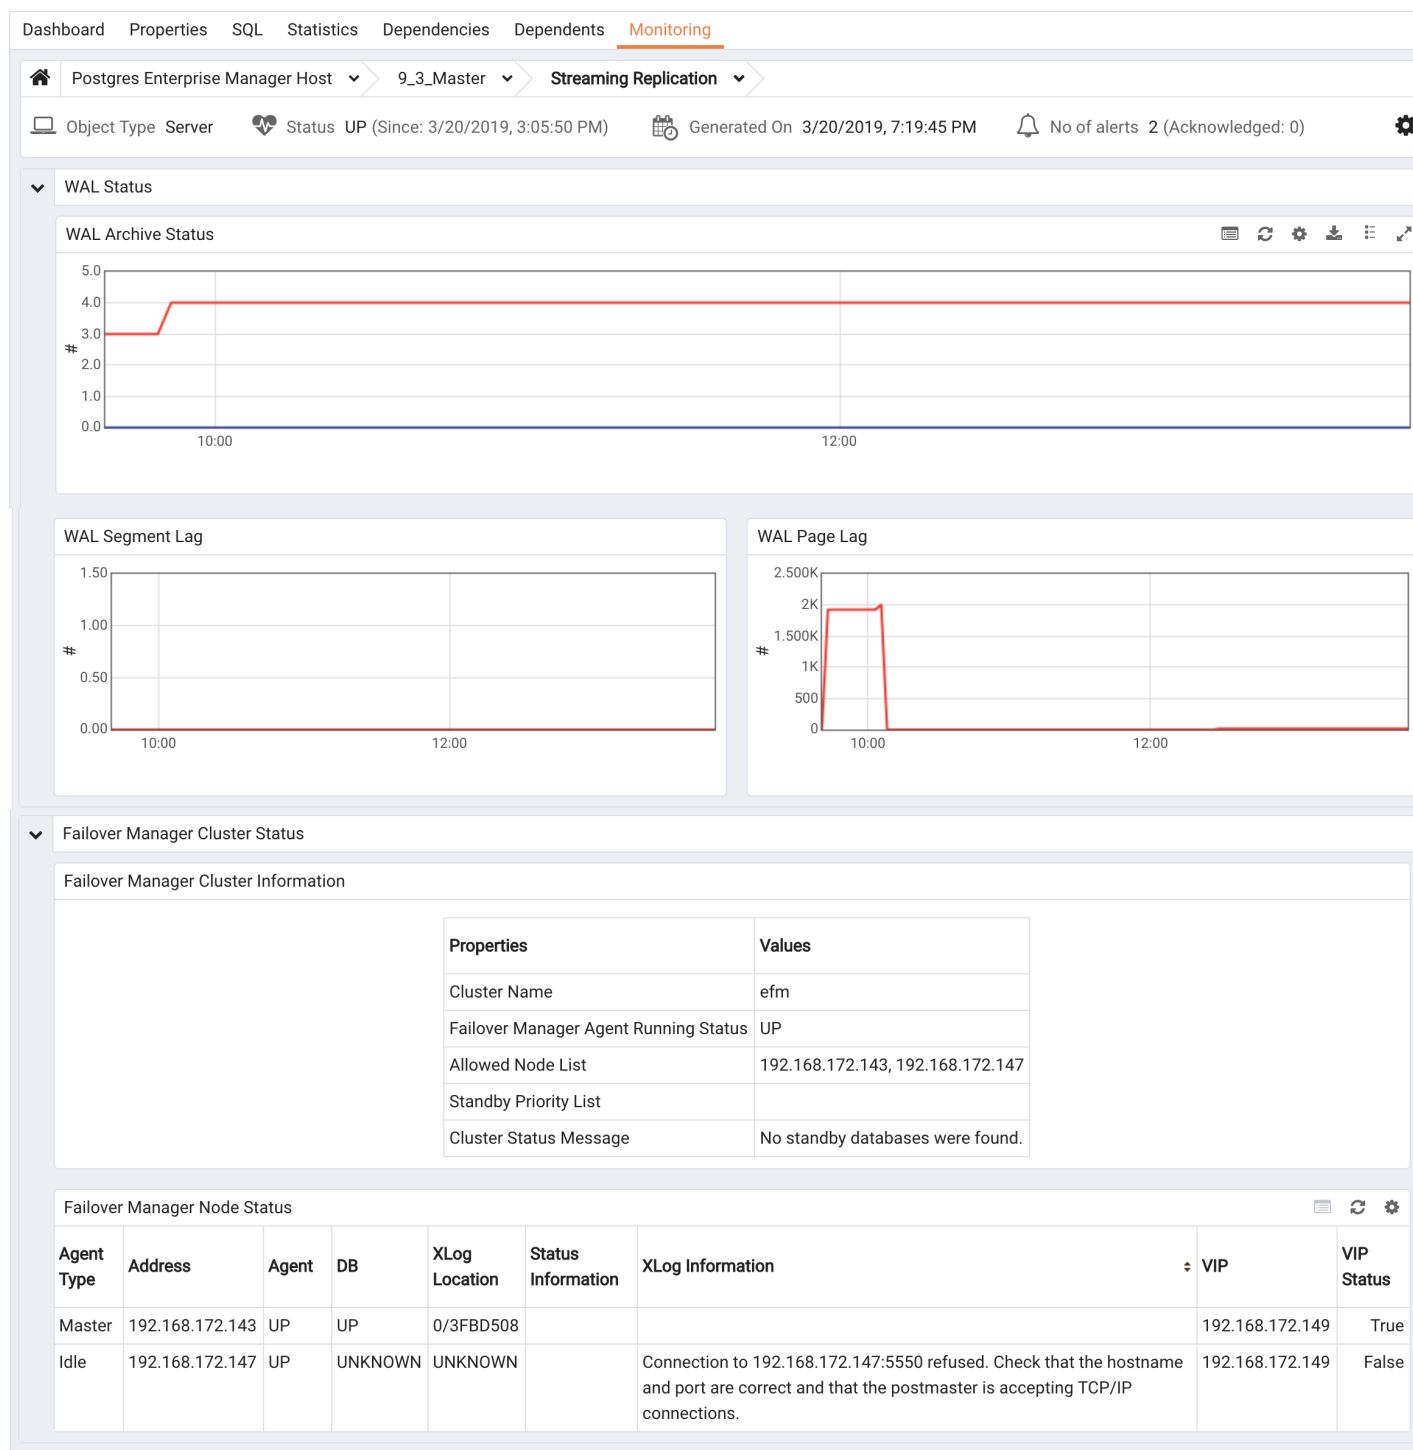 Dashboard Properties SQL Statistics Dependencies Dependents Monitoring
Postgres Enterprise Manager Host 9_3_Master Streaming Replication
Object Type Server Status UP (Since: 3/20/2019, 3:05:50 PM) Generated On 3/20/2019, 7:19:45 PM No of alerts 2 (Acknowledged: 0)
WAL Status
WAL Archive Status
5.0
4.0
3.0
#
2.0
1.0
0.0
10:00 12:00
WAL Segment Lag
1.50
1.00
#
0.50
0.00
10:00 12:00
WAL Page Lag
2.500K
2K
1.500K
#
1K
500
0
10:00 12:00
Failover Manager Cluster Status
Failover Manager Cluster Information
Properties Values
Cluster Name efm
Failover Manager Agent Running Status UP
Allowed Node List 192.168.172.143, 192.168.172.147
Standby Priority List
Cluster Status Message No standby databases were found.
Failover Manager Node Status
Agent Type Address Agent DB XLog Location Status Information XLog Information VIP VIP Status
Master 192.168.172.143 UP UP 0/3FBD508 192.168.172.149 True
Idle 192.168.172.147 UP UNKNOWN UNKNOWN Connection to 192.168.172.147:5550 refused. Check that the hostname 192.168.172.149 False
and port are correct and that the postmaster is accepting TCP/IP
connections.